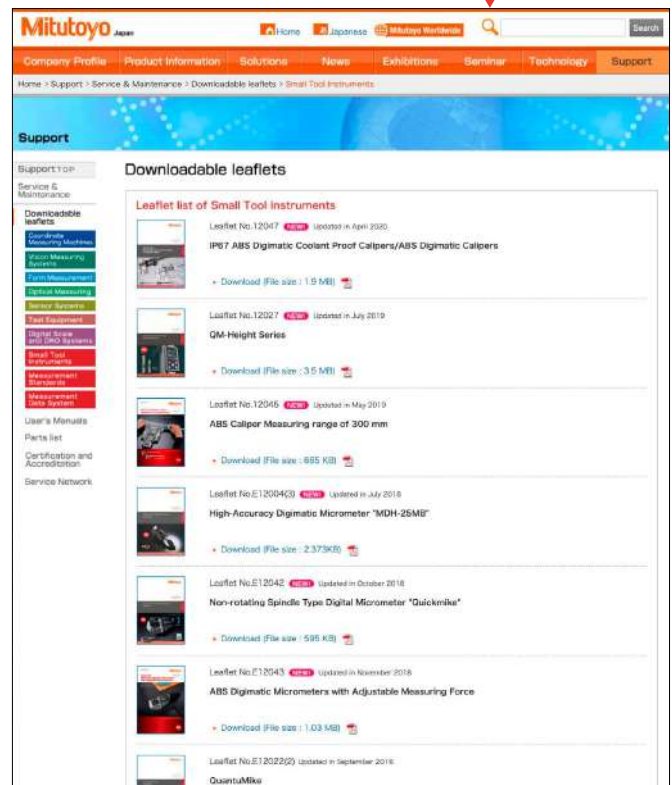 Mitutoyo Japan
Home Japanese Mitutoyo Worldwide Search
Company Profile Product Information Solutions News Exhibitions Seminar Technology Support
Home > Support > Service & Maintenance > Downloadable leaflets > Small Tool Instruments
Support
Support TOP
Service &
Maintenance
Downloadable
leaflets
Coordinate
Measuring Machines
Vision Measuring
Systems
Form Measurement
Optical Measuring
Sensor Systems
Test Equipment
Digital Scale
and DRO Systems
Small Tool
Instruments
Measurement
Standards
Measurement
Data System
User's Manuals
Parts list
Certification and
Accreditation
Service Network
Downloadable leaflets
Leaflet list of Small Tool Instruments
Leaflet No.12047 NEW! Updated in April 2020
IP67 ABS Digimatic Coolant Proof Calipers/ABS Digimatic Calipers
Download (File size : 1.9 MB)
Leaflet No.12027 NEW! Updated in July 2019
QM-Height Series
Download (File size : 3.5 MB)
Leaflet No.12046 NEW! Updated in May 2019
ABS Caliper Measuring range of 300 mm
Download (File size : 665 KB)
Leaflet No.E12004(3) NEW! Updated in July 2018
High-Accuracy Digimatic Micrometer "MDH-25MB"
Download (File size : 2.373KB)
Leaflet No.E12042 NEW! Updated in October 2018
Non-rotating Spindle Type Digital Micrometer "Quickmike"
Download (File size : 595 KB)
Leaflet No.E12043 NEW! Updated in November 2018
ABS Digimatic Micrometers with Adjustable Measuring Force
Download (File size : 1.03 MB)
Leaflet No.E12022(2) Updated in September 2016
QuantuMike